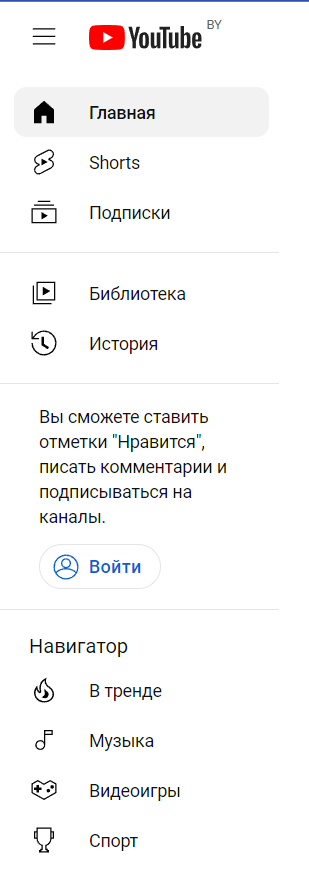 YouTube BY
Главная
Shorts
Подписки
Библиотека
История
Вы сможете ставить
отметки "Нравится",
писать комментарии и
подписываться на
каналы.
Войти
Навигатор
В тренде
Музыка
Видеоигры
Спорт